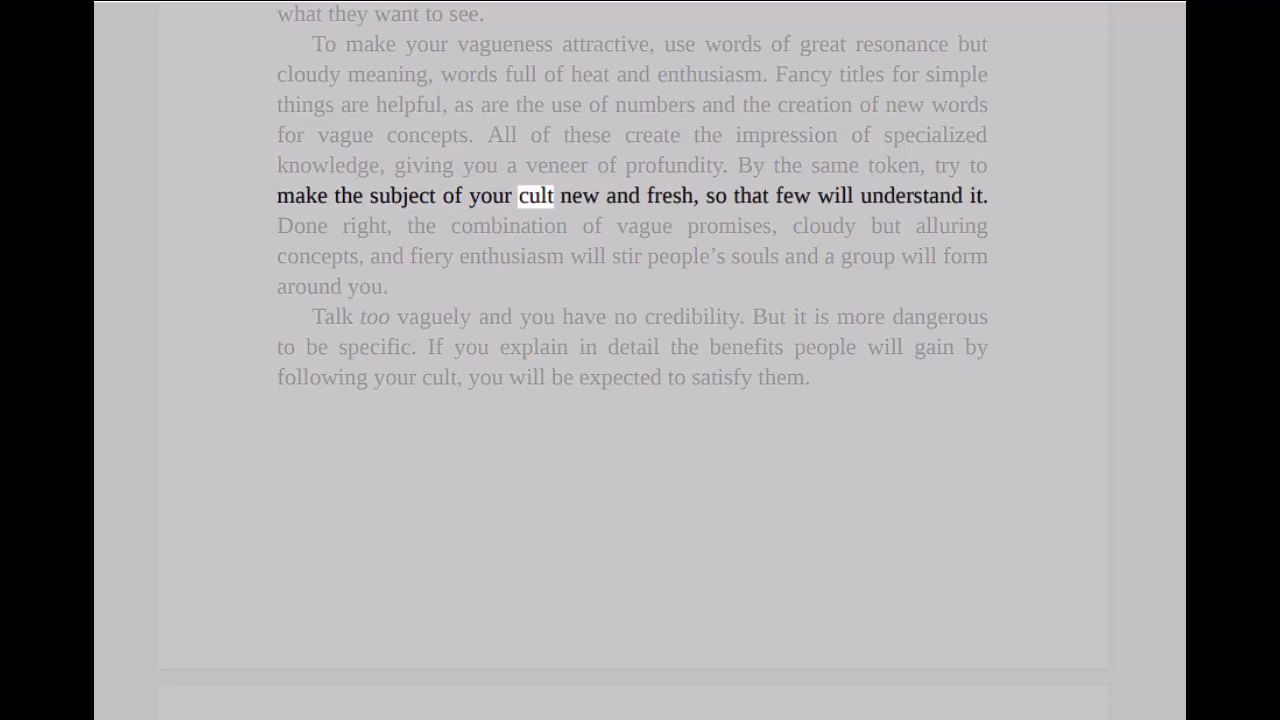 what they want to see.
To make your vagueness attractive, use words of great resonance but
cloudy meaning, words full of heat and enthusiasm. Fancy titles for simple
things are helpful, as are the use of numbers and the creation of new words
for vague concepts. All of these create the impression of specialized
knowledge, giving you a veneer of profundity. By the same token, try to
make the subject of your cult new and fresh, so that few will understand it.
Done right, the combination of vague promises, cloudy but alluring
concepts, and fiery enthusiasm will stir people’s souls and a group will form
around you.
Talk too vaguely and you have no credibility. But it is more dangerous
to be specific. If you explain in detail the benefits people will gain by
following your cult, you will be expected to satisfy them.